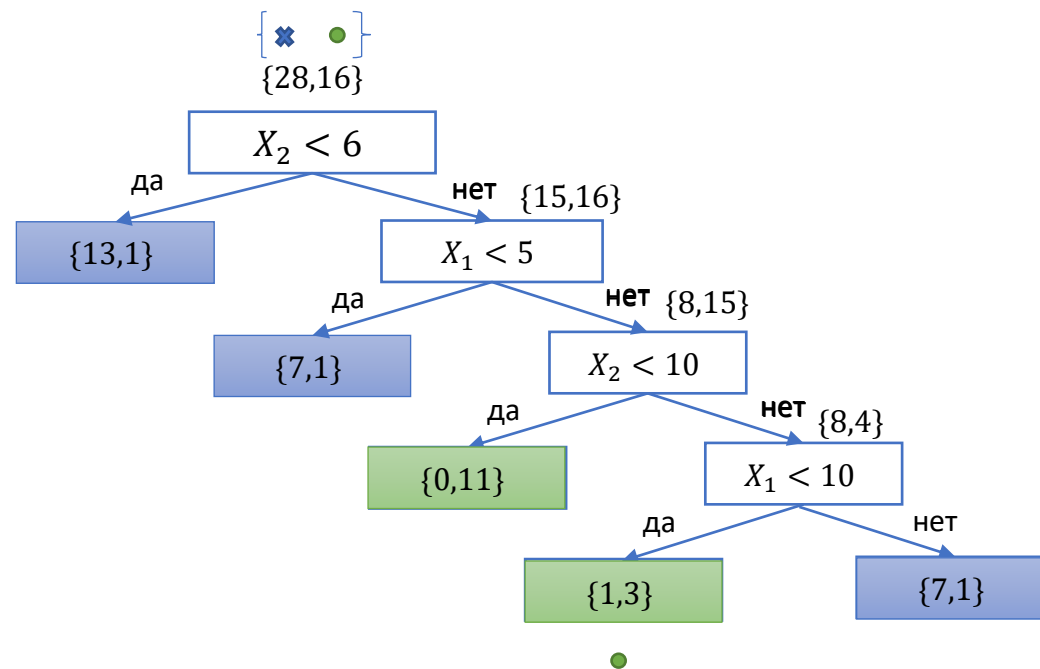 {28,16}
X₂ < 6
да
нет {15,16}
{13,1}
X₁ < 5
да
нет {8,15}
{7,1}
X₂ < 10
да
нет {8,4}
{0,11}
X₁ < 10
да
нет
{1,3}
{7,1}